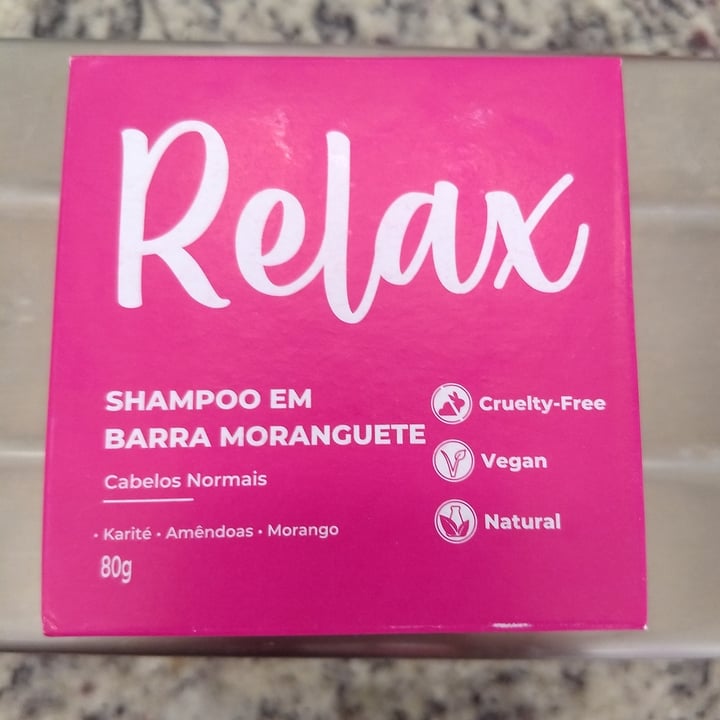 Relax
SHAMPOO EM
BARRA MORANGUETE
Cabelos Normais
• Karité • Amêndoas • Morango
80g
Cruelty-Free
Vegan
Natural